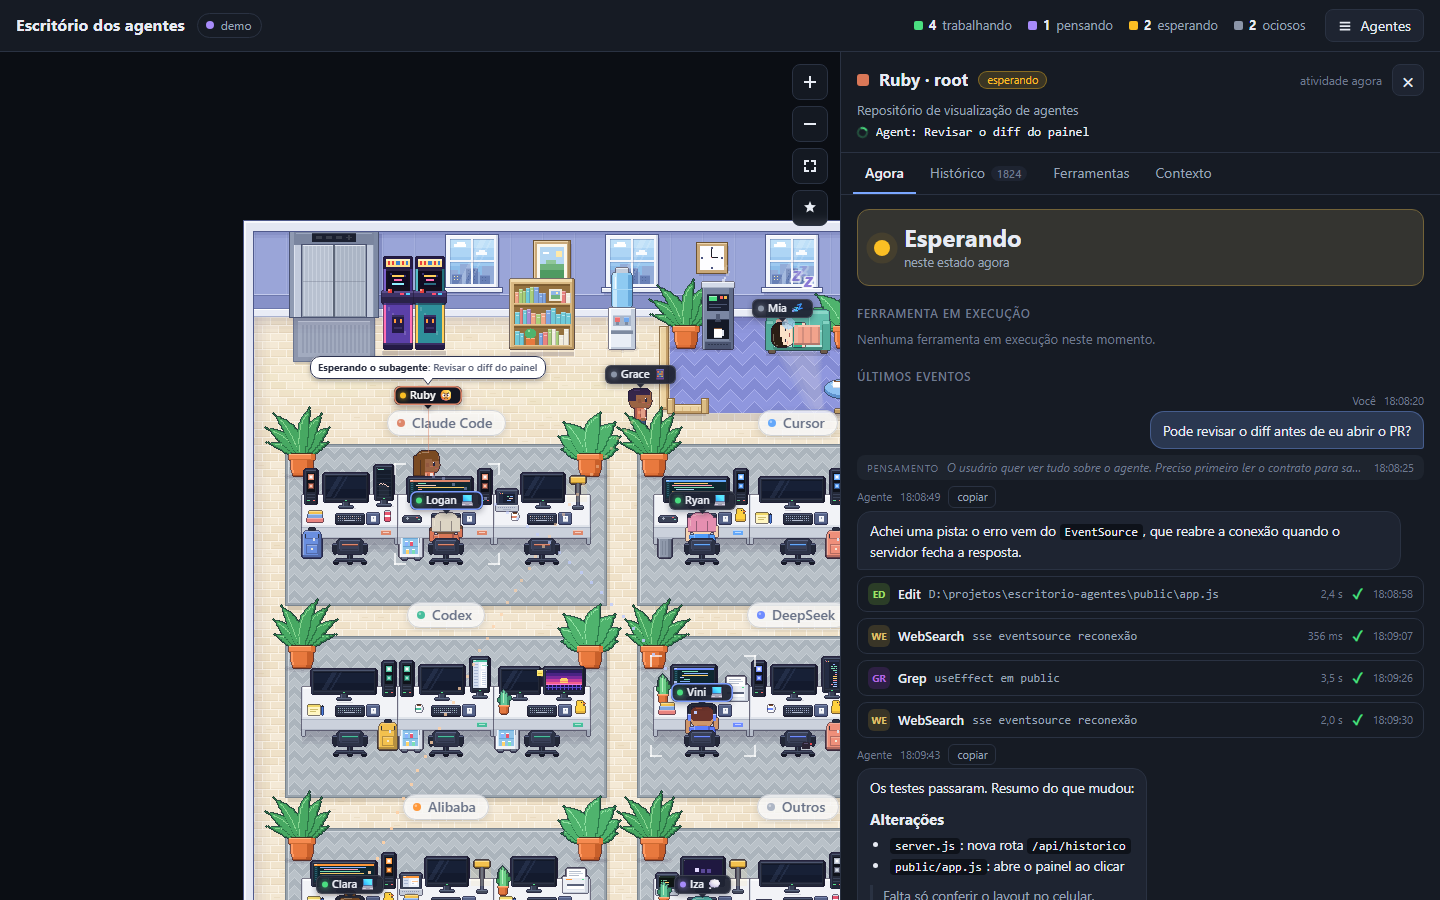 Escritório dos agentes
demo
4 trabalhando
1 pensando
2 esperando
2 ociosos
Agentes
Ruby · root
esperando
atividade agora
Repositório de visualização de agentes
Agent: Revisar o diff do painel
Agora
Histórico 1824
Ferramentas
Contexto
Esperando
neste estado agora
FERRAMENTA EM EXECUÇÃO
Nenhuma ferramenta em execução neste momento.
ÚLTIMOS EVENTOS
Você 18:08:20
Pode revisar o diff antes de eu abrir o PR?
PENSAMENTO O usuário quer ver tudo sobre o agente. Preciso primeiro ler o contrato para sa... 18:08:25
Agente 18:08:49 copiar
Achei uma pista: o erro vem do EventSource, que reabre a conexão quando o
servidor fecha a resposta.
ED Edit D:\projetos\escritorio-agentes\public\app.js 2,4 s 18:08:58
WE WebSearch sse eventsource reconexão 356 ms 18:09:07
GR Grep useEffect em public 3,5 s 18:09:26
WE WebSearch sse eventsource reconexão 2,0 s 18:09:30
Agente 18:09:43 copiar
Os testes passaram. Resumo do que mudou:
Alterações
server.js: nova rota /api/historico
public/app.js: abre o painel ao clicar
Falta só conferir o layout no celular.
ZZZ
Mia
Esperando o subagente: Revisar o diff do painel
Grace
Ruby
Claude Code
Cursor
Logan
Ryan
Codex
DeepSeek
Vini
Alibaba
Outros
Clara
Iza